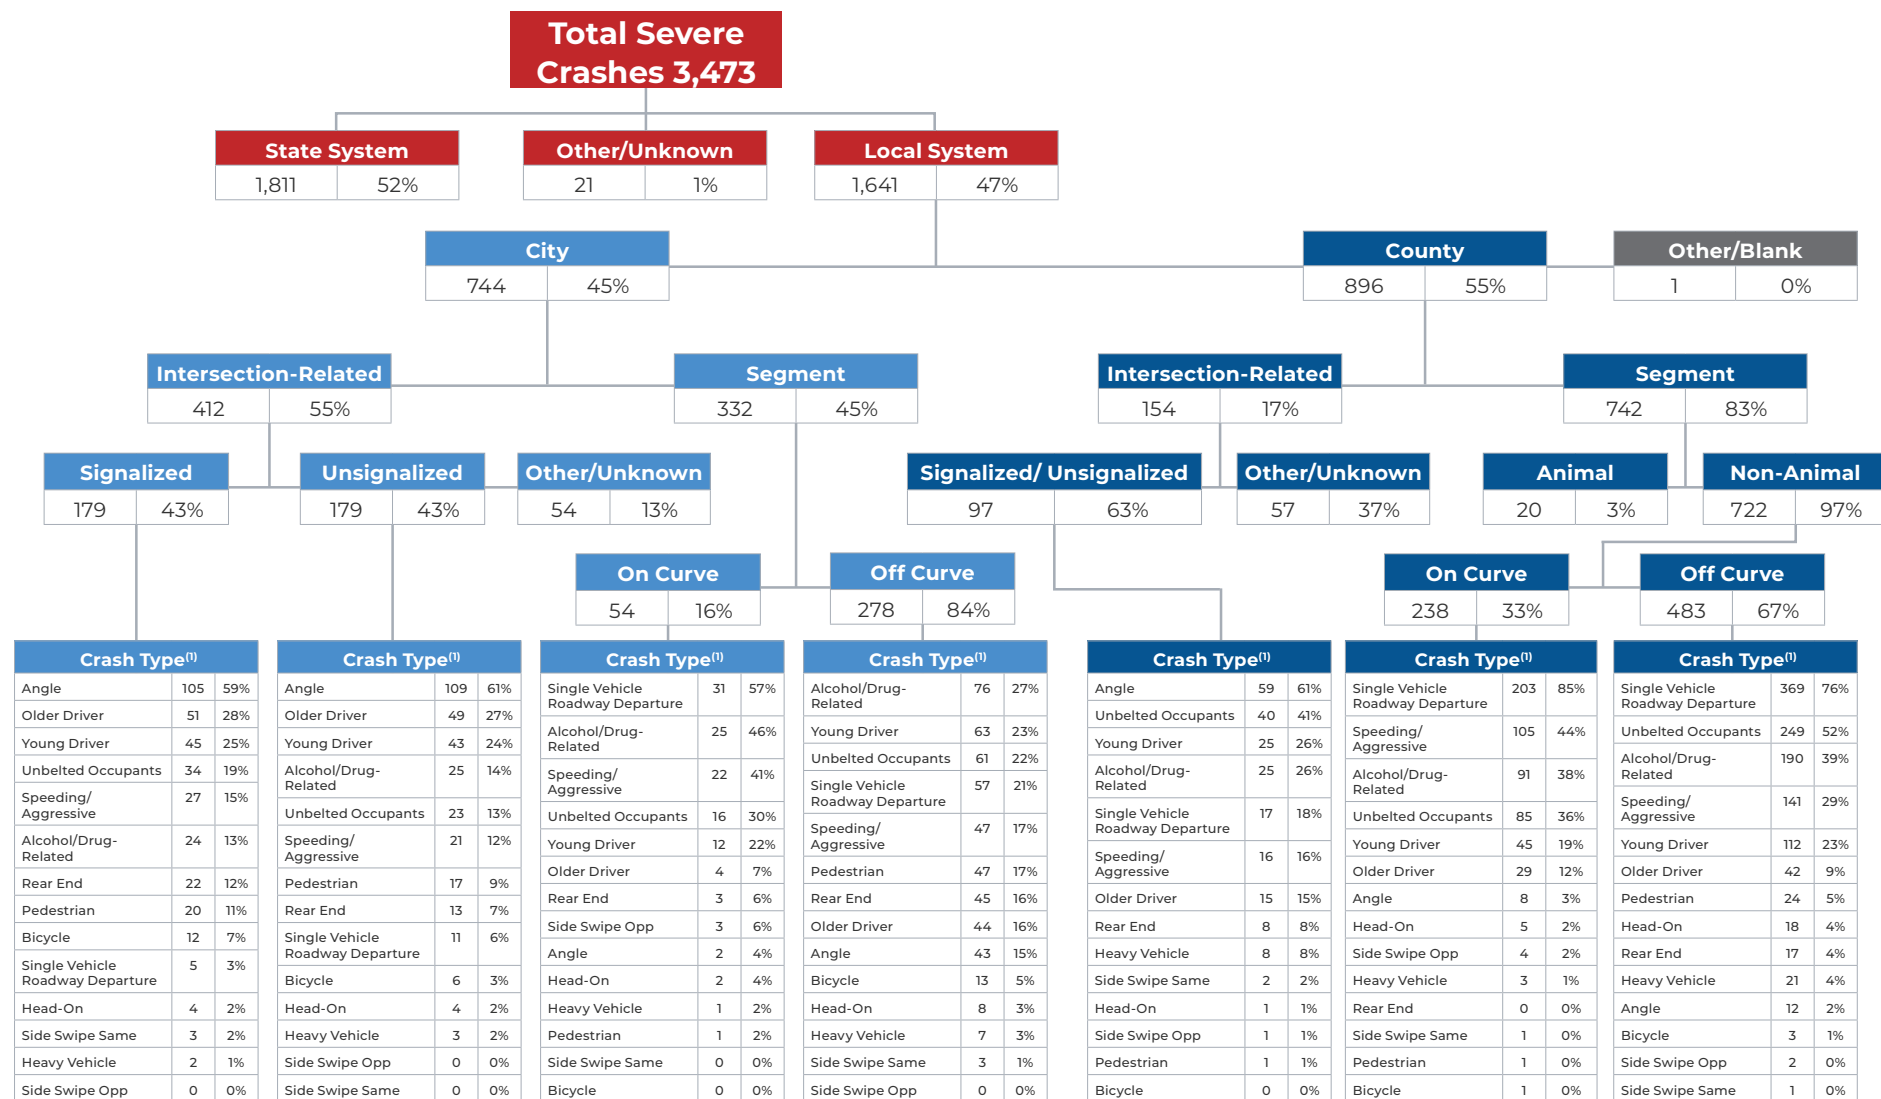 Total Severe
Crashes 3,473
State System
1,811 52%
Other/Unknown
21 1%
Local System
1,641 47%
City
744 45%
County
896 55%
Other/Blank
1 0%
Intersection-Related
412 55%
Segment
332 45%
Intersection-Related
154 17%
Segment
742 83%
Signalized
179 43%
Unsignalized
179 43%
Other/Unknown
54 13%
Signalized/ Unsignalized
97 63%
Other/Unknown
57 37%
Animal
20 3%
Non-Animal
722 97%
On Curve
54 16%
Off Curve
278 84%
On Curve
238 33%
Off Curve
483 67%
Crash Type(1)
Angle 105 59%
Older Driver 51 28%
Young Driver 45 25%
Unbelted Occupants 34 19%
Speeding/
Aggressive 27 15%
Alcohol/Drug-
Related 24 13%
Rear End 22 12%
Pedestrian 20 11%
Bicycle 12 7%
Single Vehicle
Roadway Departure 5 3%
Head-On 4 2%
Side Swipe Same 3 2%
Heavy Vehicle 2 1%
Side Swipe Opp 0 0%
Crash Type(1)
Angle 109 61%
Older Driver 49 27%
Young Driver 43 24%
Alcohol/Drug-
Related 25 14%
Unbelted Occupants 23 13%
Speeding/
Aggressive 21 12%
Pedestrian 17 9%
Rear End 13 7%
Single Vehicle
Roadway Departure 11 6%
Bicycle 6 3%
Head-On 4 2%
Heavy Vehicle 3 2%
Side Swipe Opp 0 0%
Side Swipe Same 0 0%
Crash Type(1)
Single Vehicle
Roadway Departure 31 57%
Alcohol/Drug-
Related 25 46%
Speeding/
Aggressive 22 41%
Unbelted Occupants 16 30%
Young Driver 12 22%
Older Driver 4 7%
Rear End 3 6%
Side Swipe Opp 3 6%
Angle 2 4%
Head-On 2 4%
Heavy Vehicle 1 2%
Pedestrian 1 2%
Side Swipe Same 0 0%
Bicycle 0 0%
Crash Type(1)
Alcohol/Drug-
Related 76 27%
Young Driver 63 23%
Unbelted Occupants 61 22%
Single Vehicle
Roadway Departure 57 21%
Speeding/
Aggressive 47 17%
Pedestrian 47 17%
Rear End 45 16%
Older Driver 44 16%
Angle 43 15%
Bicycle 13 5%
Head-On 8 3%
Heavy Vehicle 7 3%
Side Swipe Same 3 1%
Side Swipe Opp 0 0%
Crash Type(1)
Angle 59 61%
Unbelted Occupants 40 41%
Young Driver 25 26%
Alcohol/Drug-
Related 25 26%
Single Vehicle
Roadway Departure 17 18%
Speeding/
Aggressive 16 16%
Older Driver 15 15%
Rear End 8 8%
Heavy Vehicle 8 8%
Side Swipe Same 2 2%
Head-On 1 1%
Side Swipe Opp 1 1%
Pedestrian 1 1%
Bicycle 0 0%
Crash Type(1)
Single Vehicle
Roadway Departure 203 85%
Speeding/
Aggressive 105 44%
Alcohol/Drug-
Related 91 38%
Unbelted Occupants 85 36%
Young Driver 45 19%
Older Driver 29 12%
Angle 8 3%
Head-On 5 2%
Side Swipe Opp 4 2%
Heavy Vehicle 3 1%
Rear End 0 0%
Side Swipe Same 1 0%
Pedestrian 1 0%
Bicycle 1 0%
Crash Type(1)
Single Vehicle
Roadway Departure 369 76%
Unbelted Occupants 249 52%
Alcohol/Drug-
Related 190 39%
Speeding/
Aggressive 141 29%
Young Driver 112 23%
Older Driver 42 9%
Pedestrian 24 5%
Head-On 18 4%
Rear End 17 4%
Heavy Vehicle 21 4%
Angle 12 2%
Bicycle 3 1%
Side Swipe Opp 2 0%
Side Swipe Same 1 0%